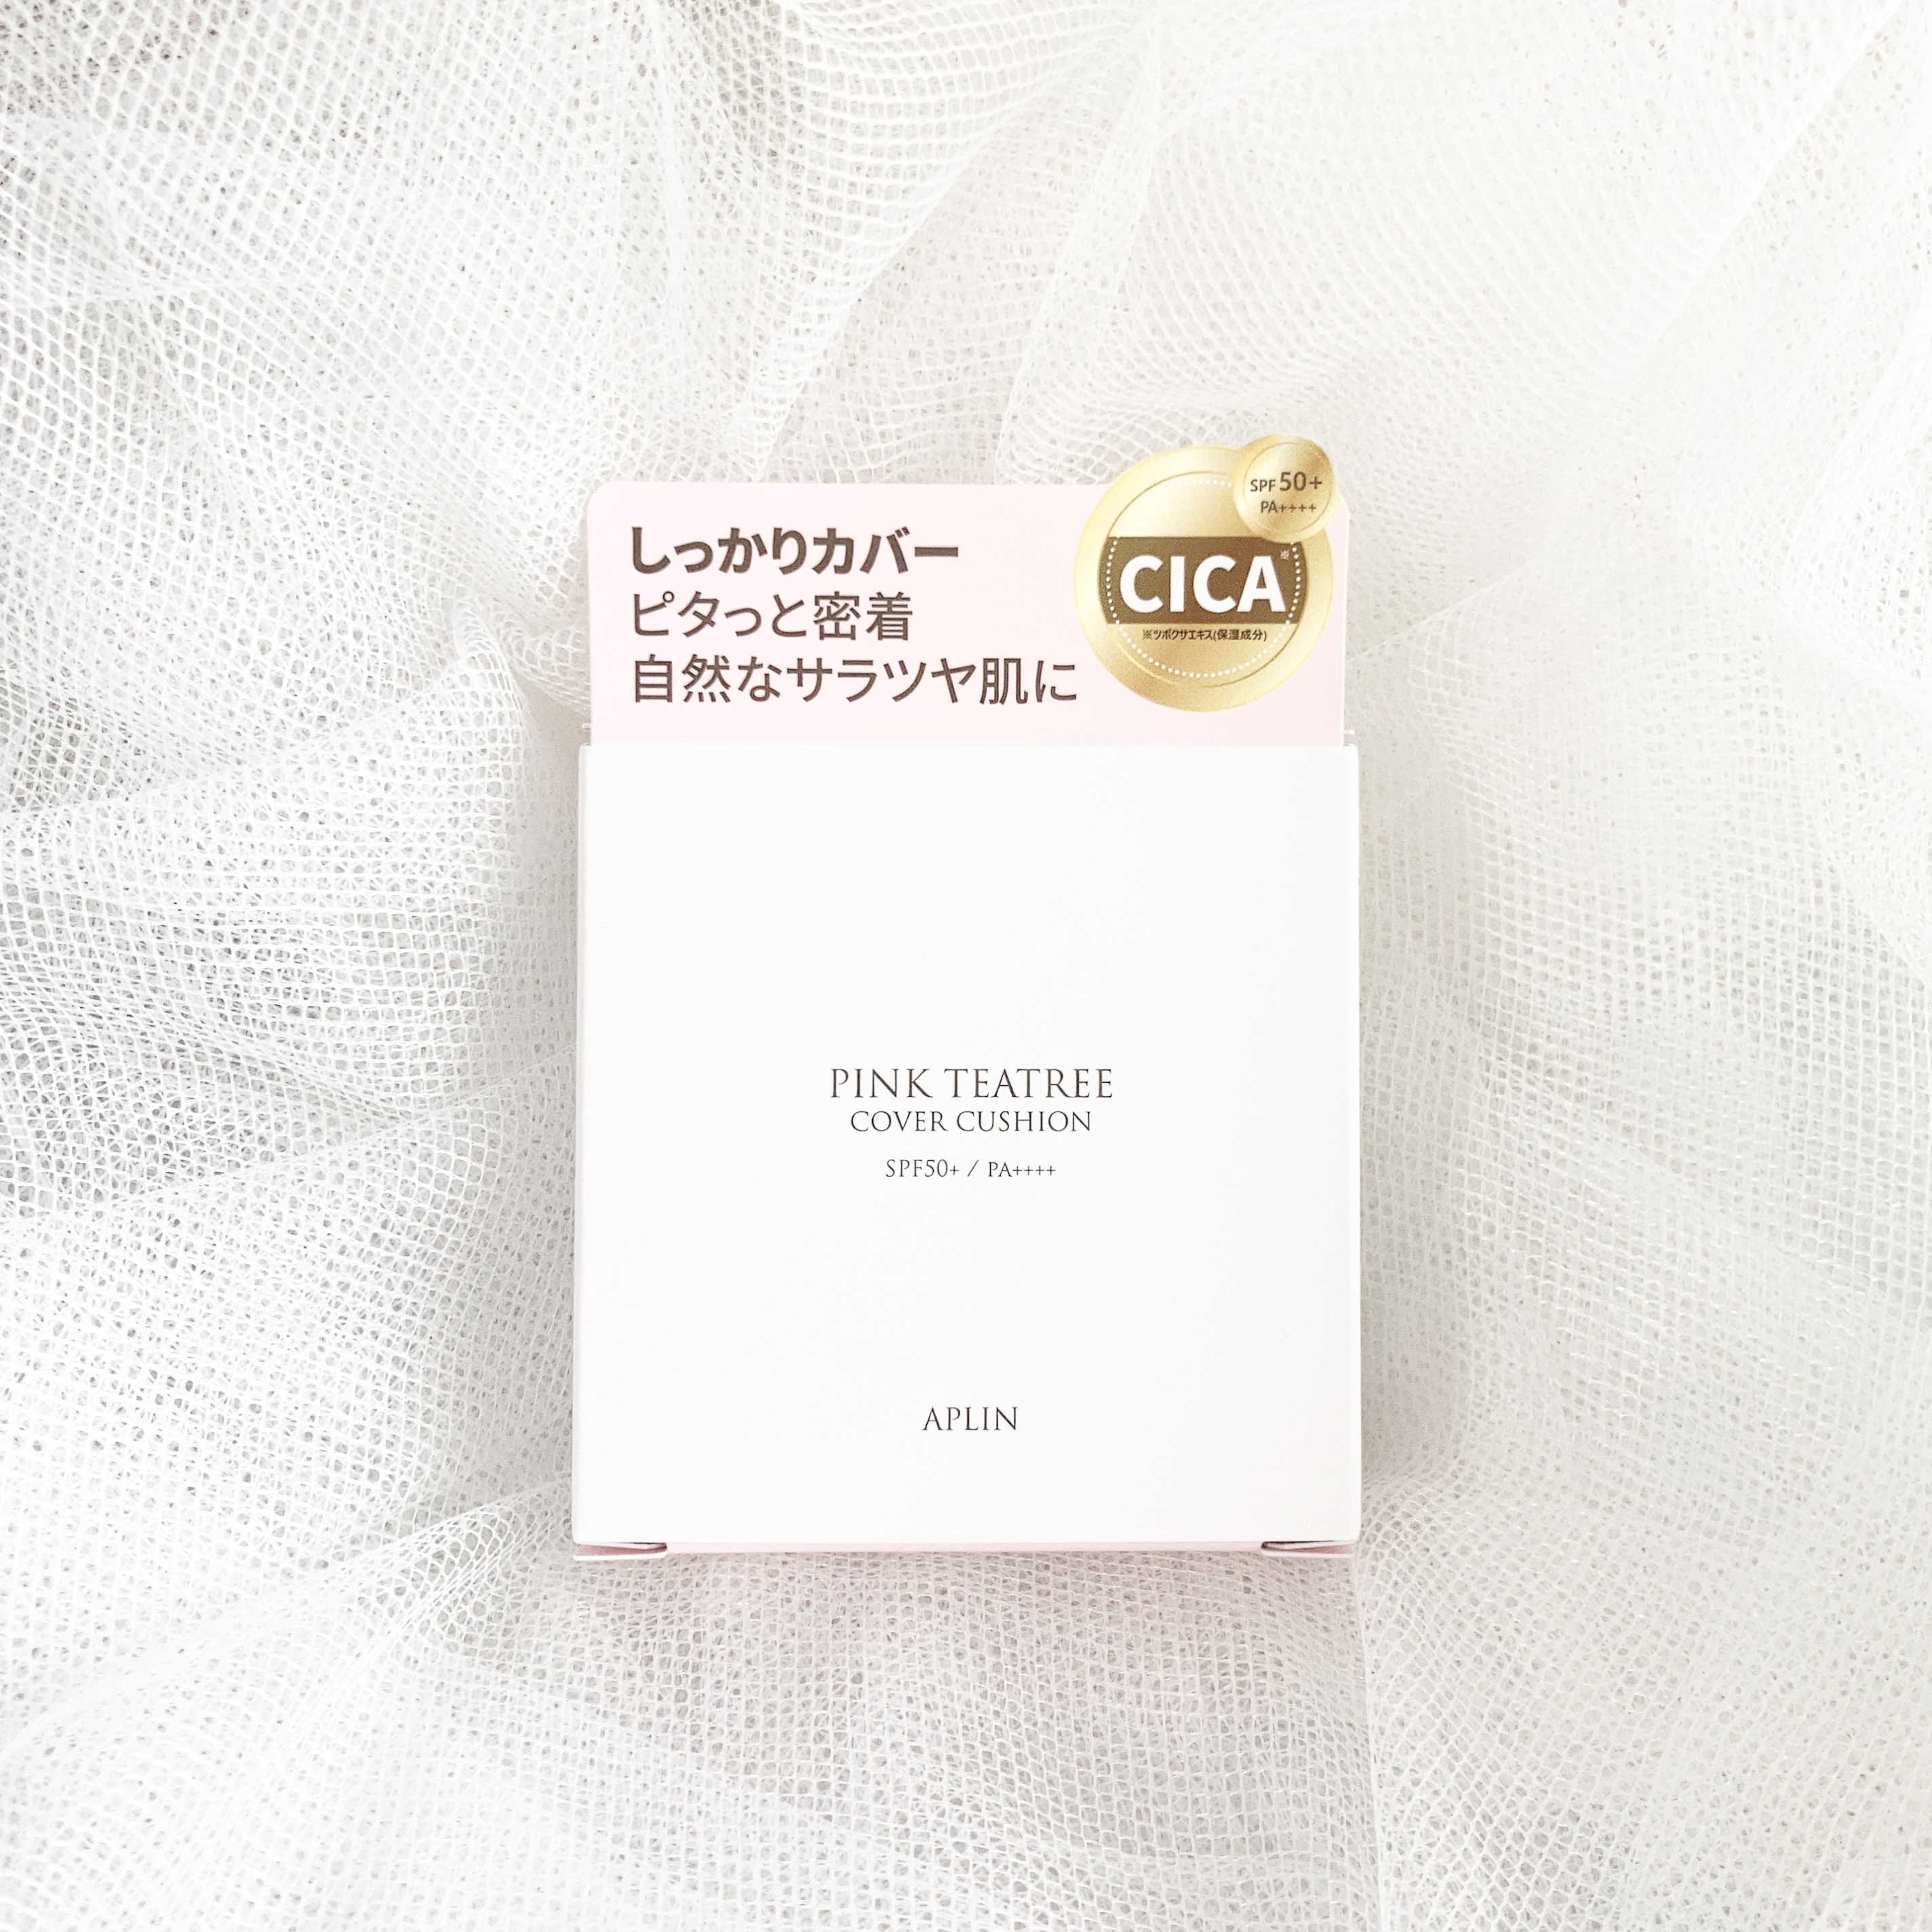 しっかりカバー
ピタっと密着
自然なサラツヤ肌に
SPF 50+
PA++++
CICA※
※ツボクサエキス(保湿成分)
PINK TEATREE
COVER CUSHION
SPF50+ / PA++++
APLIN